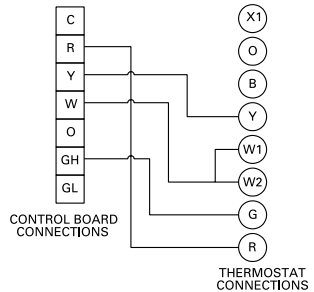 C
R
Y
W
O
GH
GL
CONTROL BOARD
CONNECTIONS
X1
O
B
Y
W1
W2
G
R
THERMOSTAT
CONNECTIONS